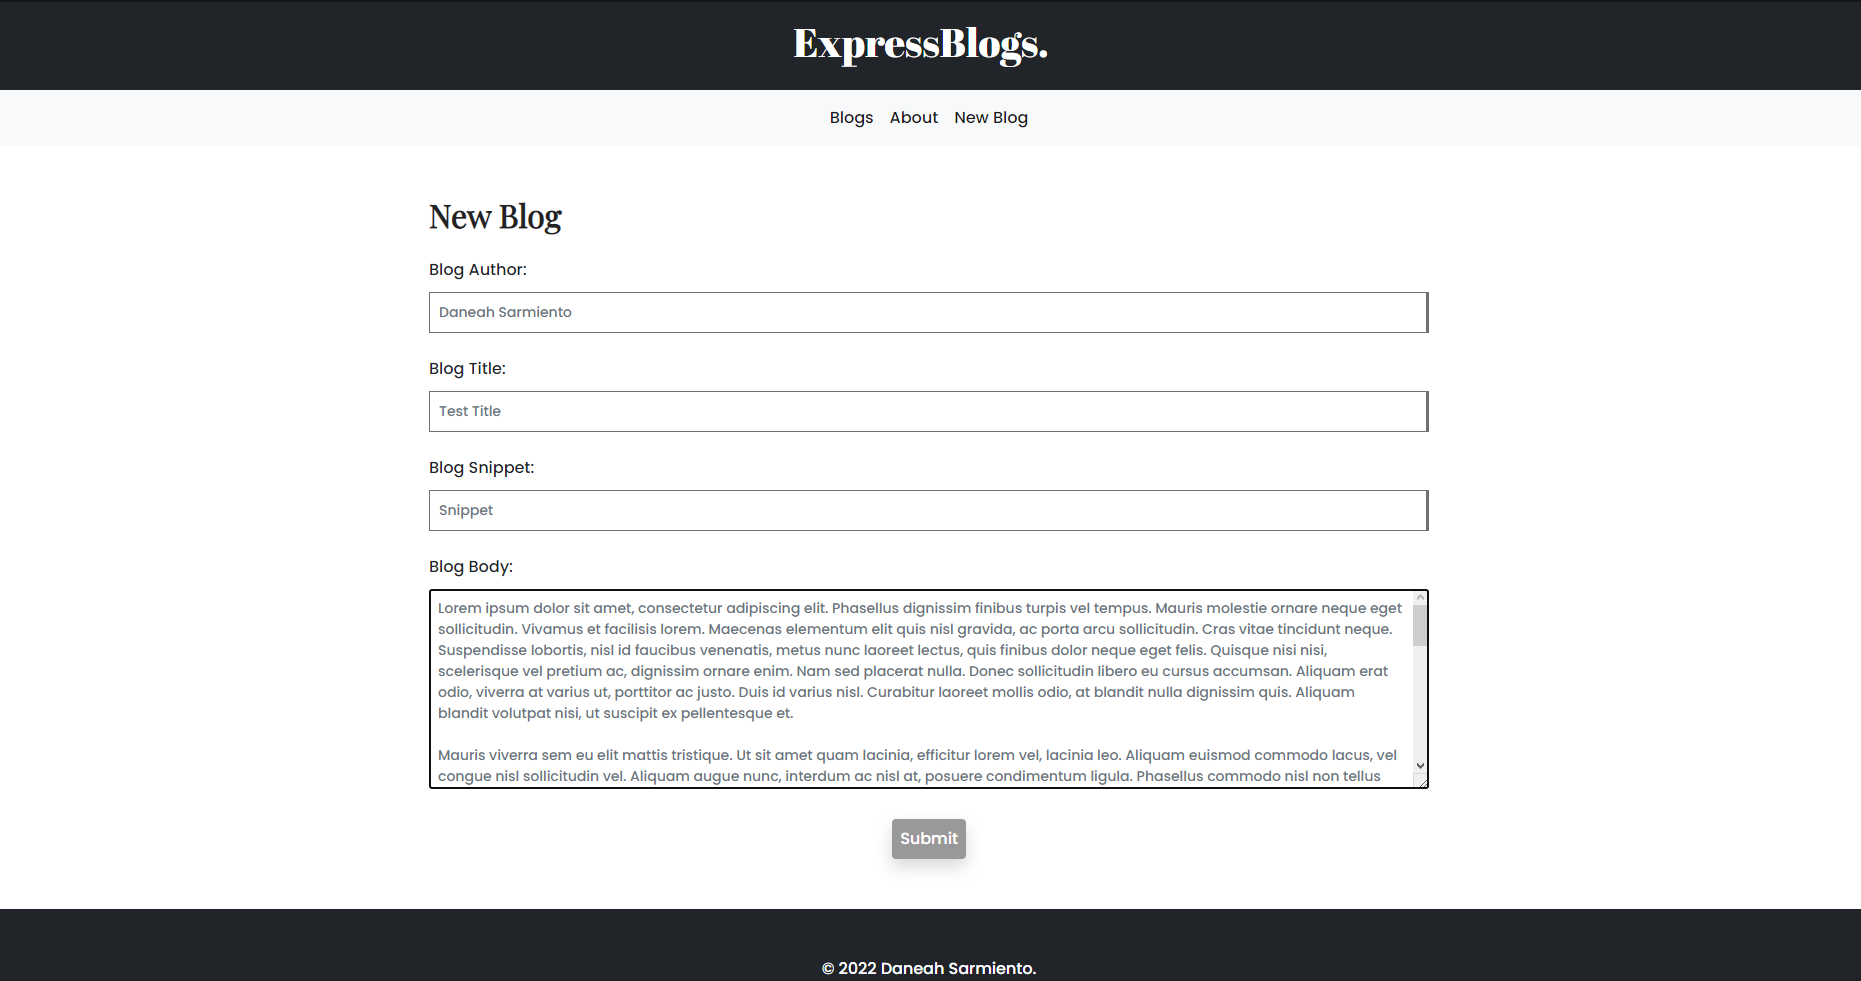 ExpressBlogs.
Blogs About New Blog
New Blog
Blog Author:
Daneah Sarmiento
Blog Title:
Test Title
Blog Snippet:
Snippet
Blog Body:
Lorem ipsum dolor sit amet, consectetur adipiscing elit. Phasellus dignissim finibus turpis vel tempus. Mauris molestie ornare neque eget
sollicitudin. Vivamus et facilisis lorem. Maecenas elementum elit quis nisl gravida, ac porta arcu sollicitudin. Cras vitae tincidunt neque.
Suspendisse lobortis, nisl id faucibus venenatis, metus nunc laoreet lectus, quis finibus dolor neque eget felis. Quisque nisi nisi,
scelerisque vel pretium ac, dignissim ornare enim. Nam sed placerat nulla. Donec sollicitudin libero eu cursus accumsan. Aliquam erat
odio, viverra at varius ut, porttitor ac justo. Duis id varius nisl. Curabitur laoreet mollis odio, at blandit nulla dignissim quis. Aliquam
blandit volutpat nisi, ut suscipit ex pellentesque et.
Mauris viverra sem eu elit mattis tristique. Ut sit amet quam lacinia, efficitur lorem vel, lacinia leo. Aliquam euismod commodo lacus, vel
congue nisl sollicitudin vel. Aliquam augue nunc, interdum ac nisl at, posuere condimentum ligula. Phasellus commodo nisl non tellus
Submit
© 2022 Daneah Sarmiento.